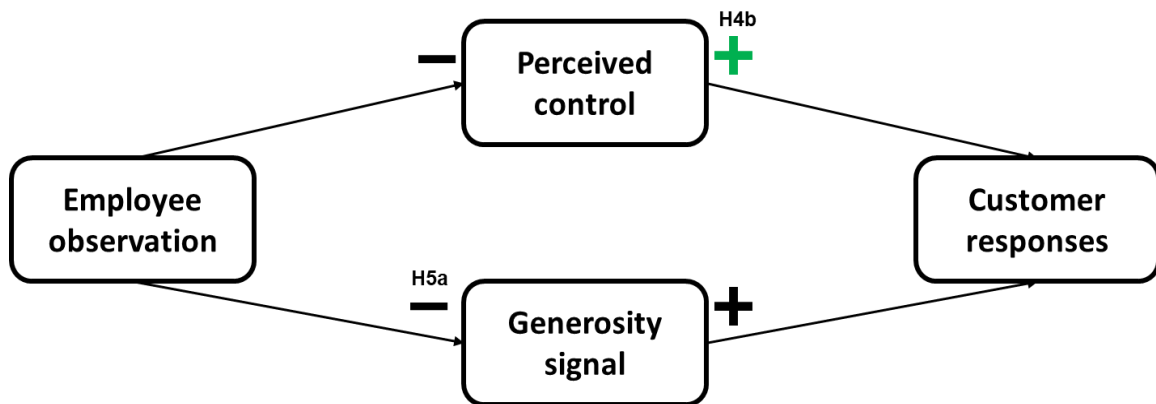 H4b
−
Perceived
control
+
Employee
observation
Customer
responses
H5a
−
Generosity
signal
+